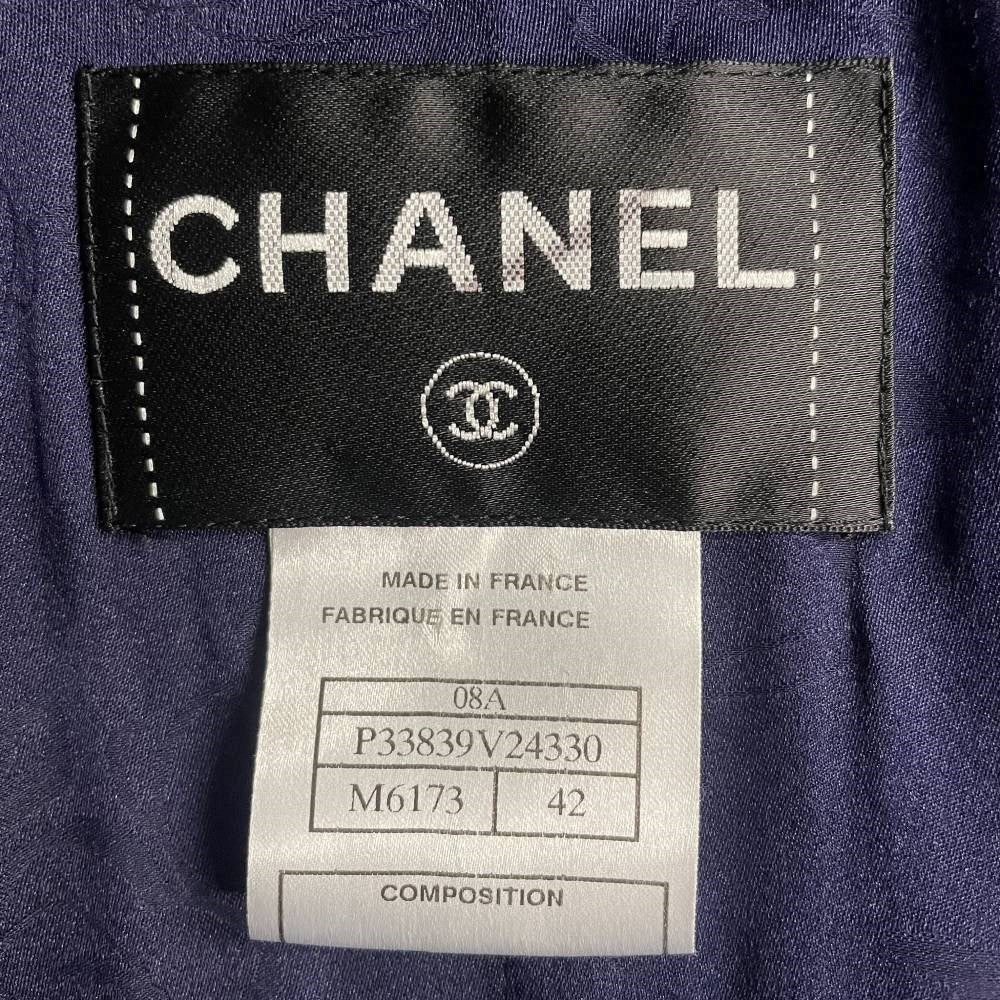 CHANEL
MADE IN FRANCE
FABRIQUE EN FRANCE
08A
P33839V24330
M6173 42
COMPOSITION